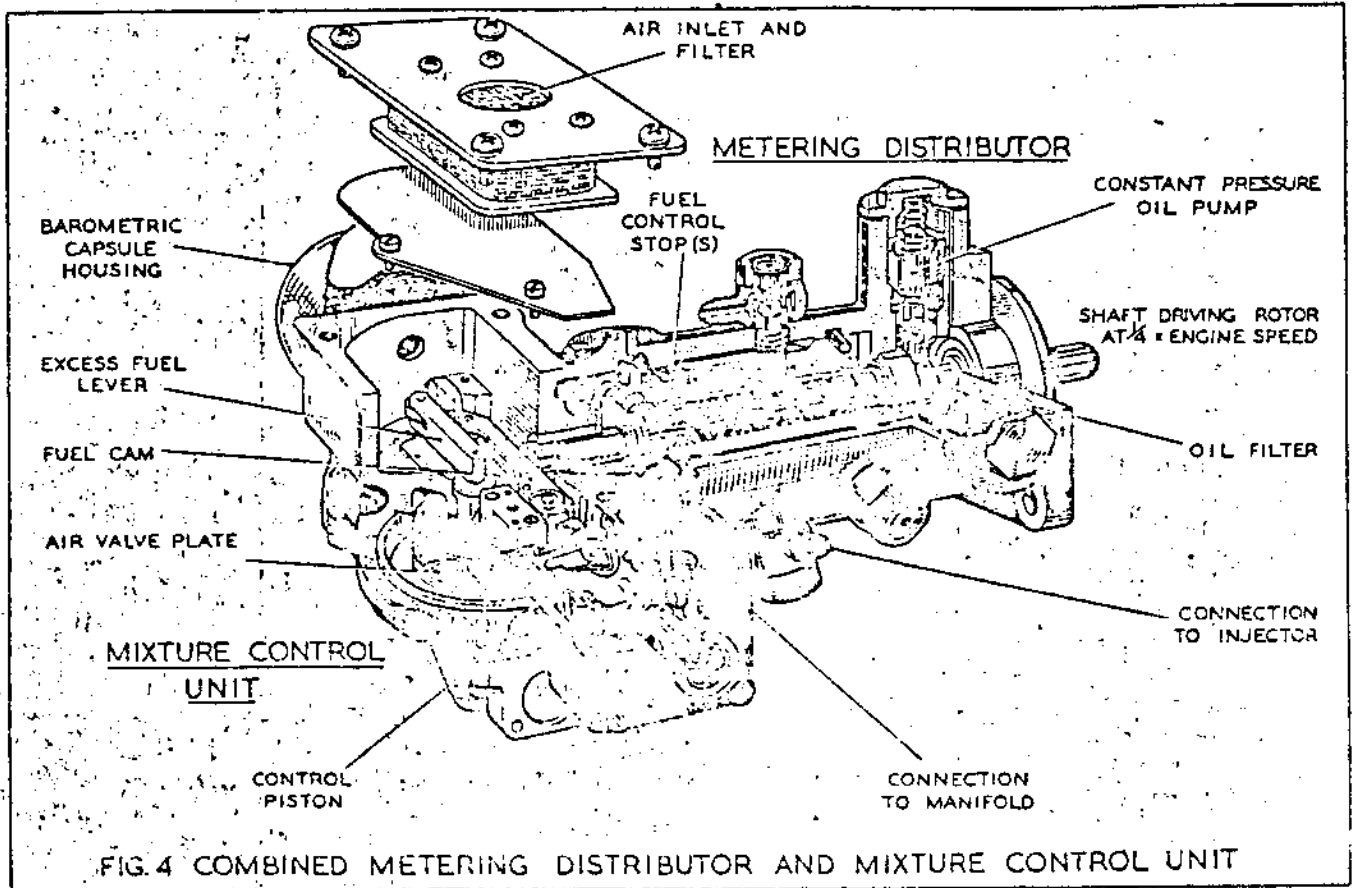 AIR INLET AND
FILTER
METERING DISTRIBUTOR
CONSTANT PRESSURE
OIL PUMP
FUEL
CONTROL
STOP(S)
BAROMETRIC
CAPSULE
HOUSING
SHAFT DRIVING ROTOR
AT 1/4 x ENGINE SPEED
EXCESS FUEL
LEVER
FUEL CAM
OIL FILTER
AIR VALVE PLATE
CONNECTION
TO INJECTOR
MIXTURE CONTROL
UNIT
CONTROL
PISTON
CONNECTION
TO MANIFOLD
FIG. 4 COMBINED METERING DISTRIBUTOR AND MIXTURE CONTROL UNIT